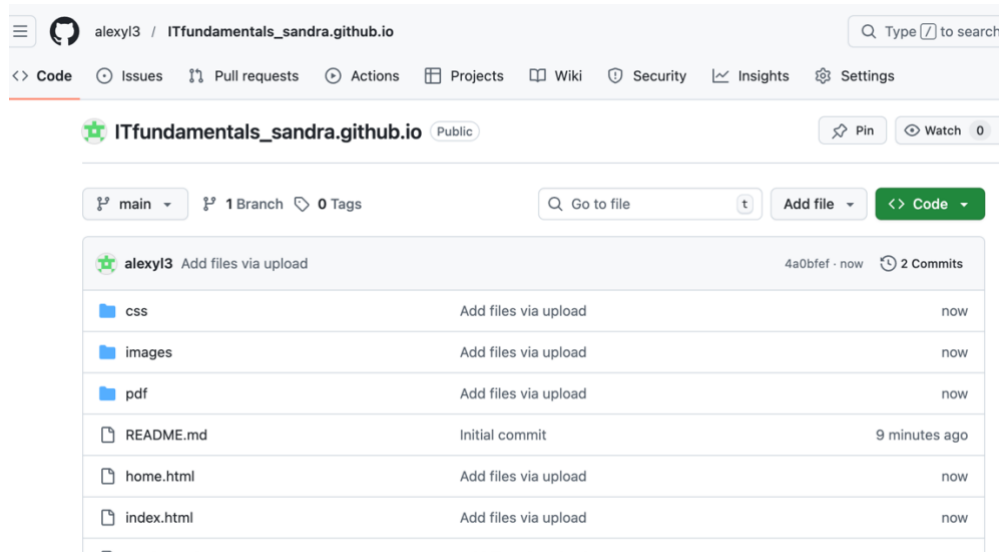 alexyl3 / ITfundamentals_sandra.github.io Type / to search
Code Issues Pull requests Actions Projects Wiki Security Insights Settings
ITfundamentals_sandra.github.io Public Pin Watch 0
main 1 Branch 0 Tags Go to file t Add file Code
alexyl3 Add files via upload 4a0bfef · now 2 Commits
css Add files via upload now
images Add files via upload now
pdf Add files via upload now
README.md Initial commit 9 minutes ago
home.html Add files via upload now
index.html Add files via upload now